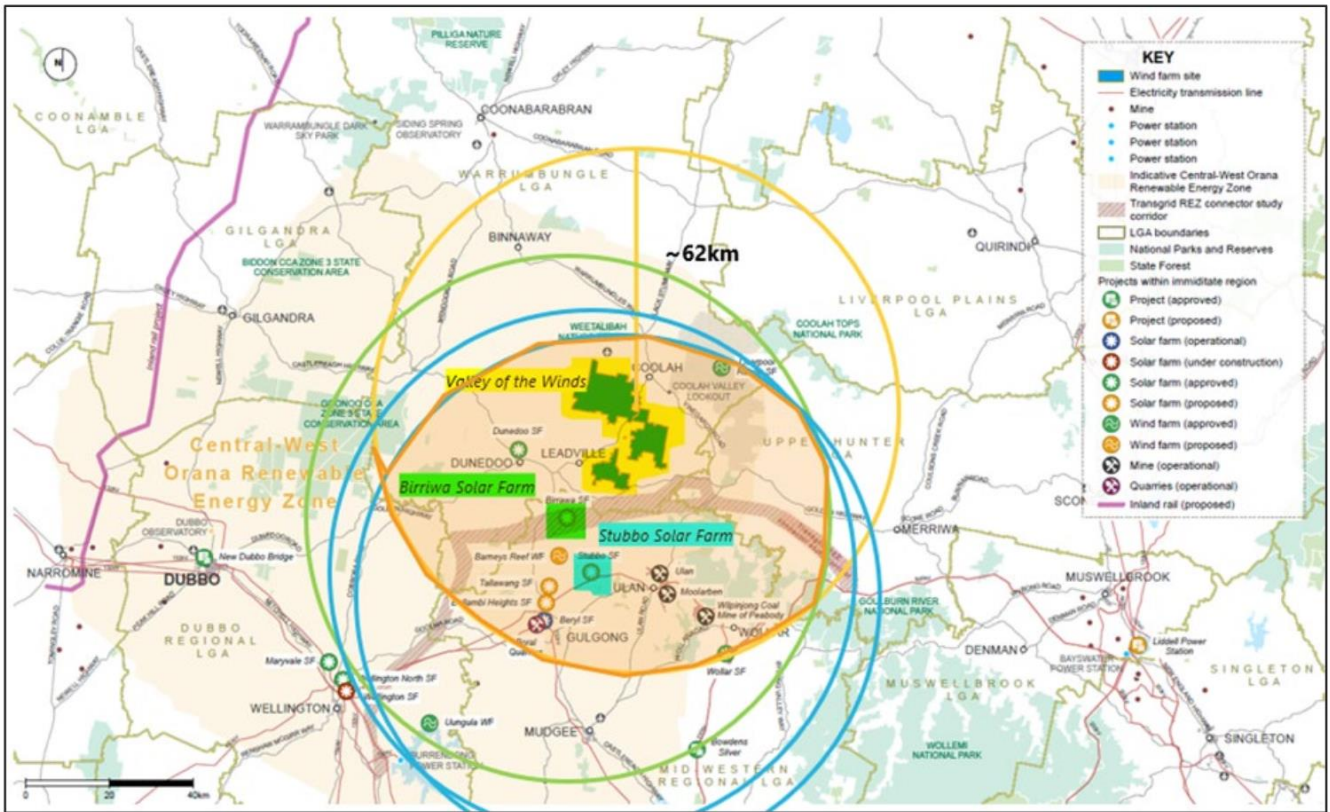 PILLIGA NATURE
RESERVE
N
COONAMBLE
LGA
WARRAMBUNGLE DARK
SKY PARK
SIDING SPRING
OBSERVATORY
COONABARABRAN
WARRUMBUNGLE
LGA
GILGANDRA
LGA
BINNAWAY
BIDDON CCA ZONE 3 STATE
CONSERVATION AREA
GILGANDRA
~62km
QUIRINDI
LIVERPOOL PLAINS
LGA
COOLAH TOPS
NATIONAL PARK
WEETALIBAH
Valley of the Winds
COOLAH
COOLAH VALLEY
LOOKOUT
Central-West
Orana Renewable
Energy Zone
Dunedoo SF
DUNEDOO
LEADVILLE
UPPER HUNTER
Birriwa Solar Farm
Birrawa SF
Stubbo Solar Farm
DUBBO
OBSERVATORY
New Dubbo Bridge
NARROMINE
DUBBO
Barneys Reef WF
Stubbo SF
Tallawang SF
ULAN
Ulan
Moolarben
Beryl SF
Wilpinjong Coal
Mine of Peabody
GULGONG
MERRIWA
GOULBURN RIVER
NATIONAL PARK
MUSWELLBROOK
DENMAN
Liddell Power
Station
BAYSWATER
POWER STATION
DUBBO
REGIONAL
LGA
Maryvale SF
Wollar SF
MUSWELLBROOK
LGA
SINGLETON
LGA
WELLINGTON
Uungula WF
MUDGEE
Bowdens
Silver
MID WESTERN
REGIONAL LGA
WOLLEMI
NATIONAL PARK
SINGLETON
0
20
40km
Inland rail project
KEY
Wind farm site
Electricity transmission line
Mine
Power station
Power station
Power station
Indicative Central-West Orana
Renewable Energy Zone
Transgrid REZ connector study
corridor
LGA boundaries
National Parks and Reserves
State Forest
Projects within immiditate region
Project (approved)
Project (proposed)
Solar farm (operational)
Solar farm (under construction)
Solar farm (approved)
Solar farm (proposed)
Wind farm (approved)
Wind farm (proposed)
Mine (operational)
Quarries (operational)
Inland rail (proposed)